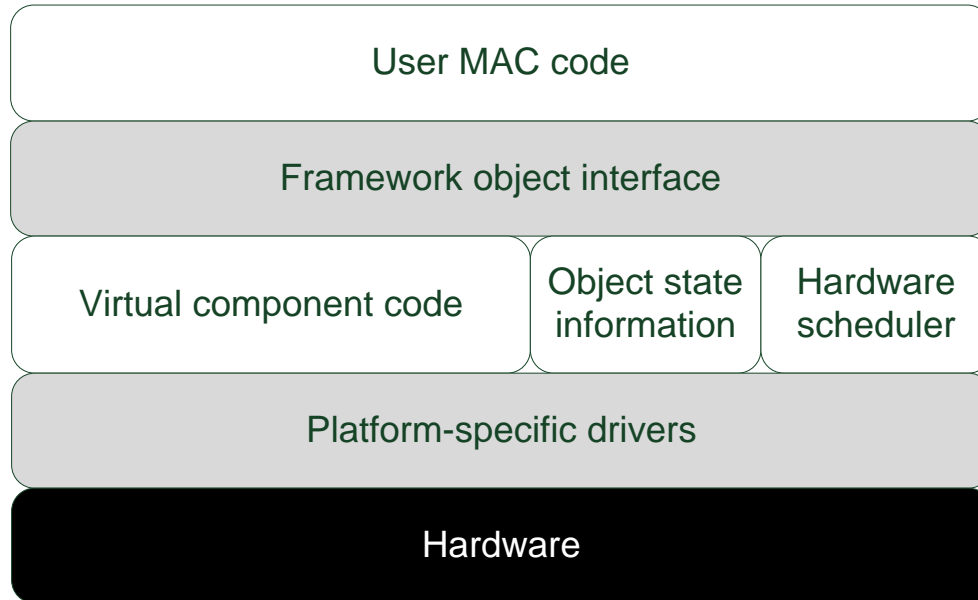 User MAC code
Framework object interface
Virtual component code
Object state
information
Hardware
scheduler
Platform-specific drivers
Hardware